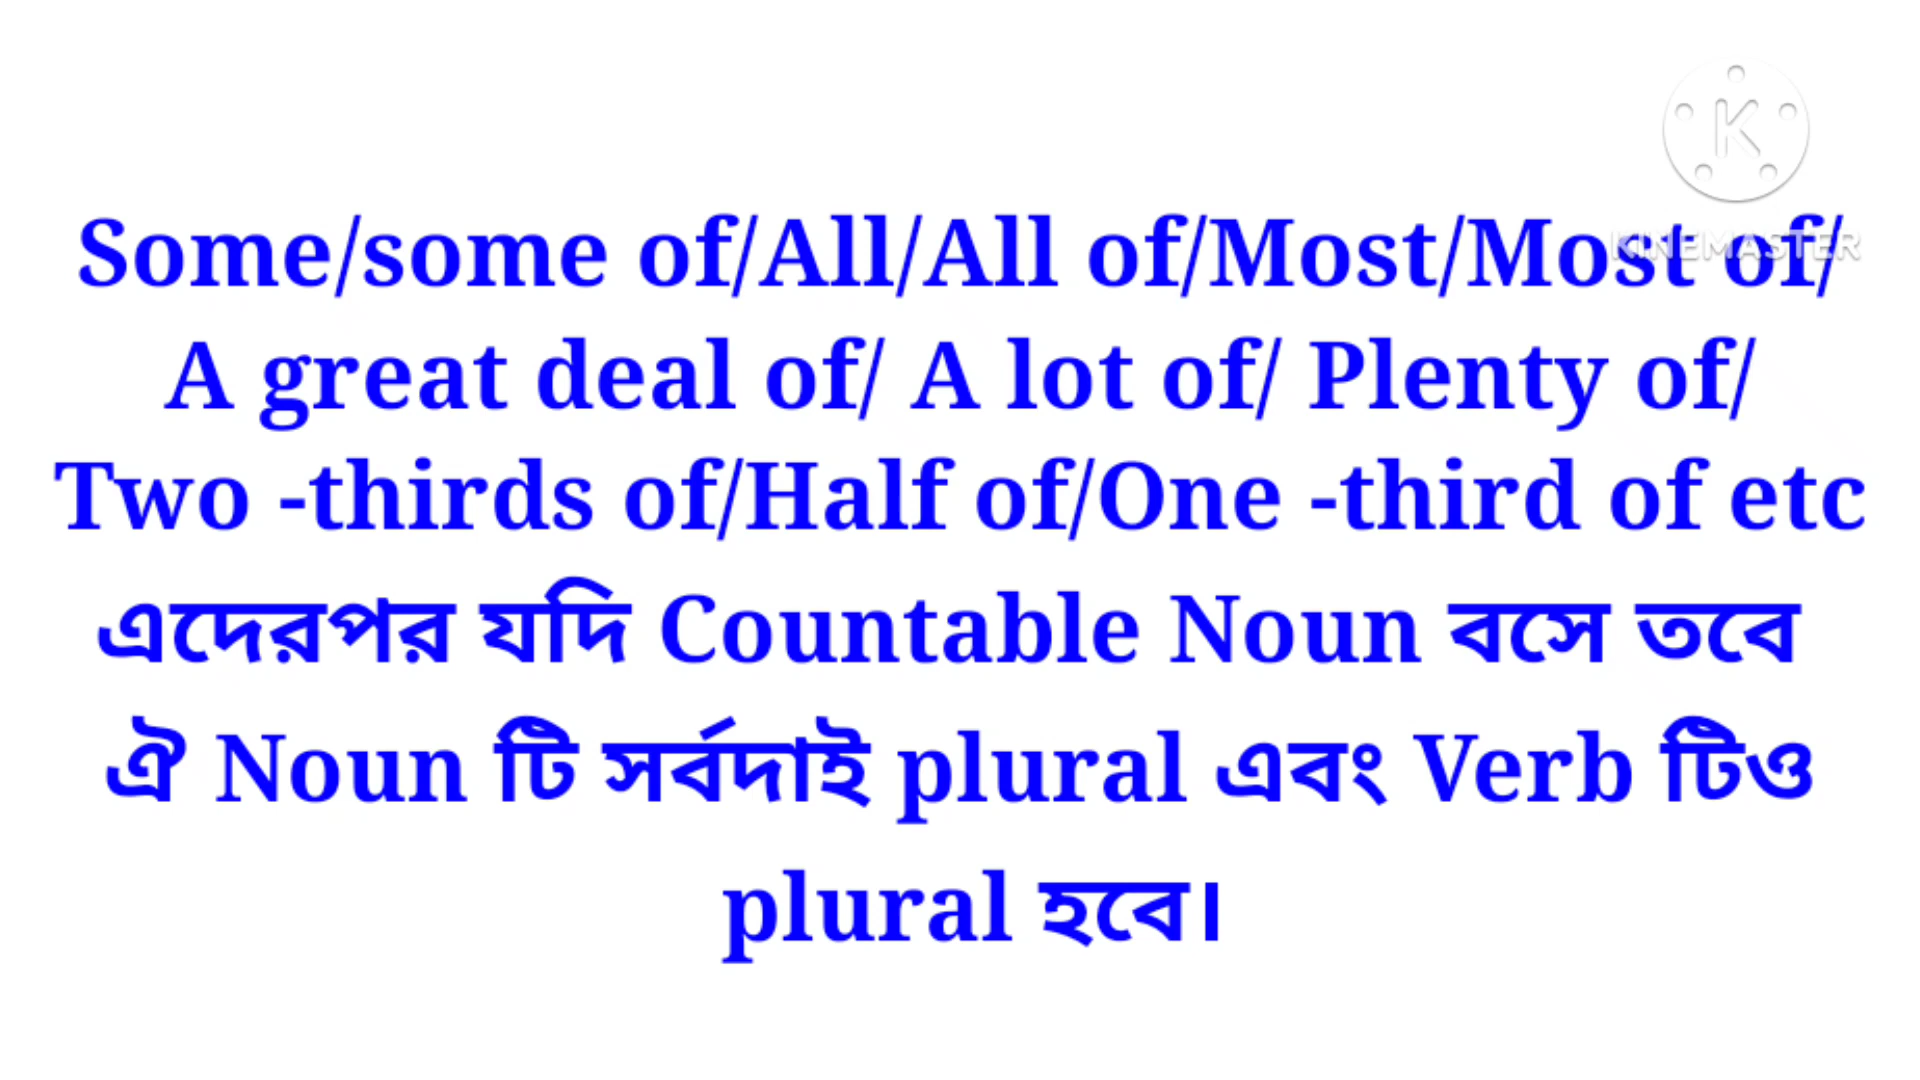 KINEMASTER
Some/some of/All/All of/Most/Most of/
A great deal of/ A lot of/ Plenty of/
Two -thirds of/Half of/One -third of etc
এদেরপর যদি Countable Noun বসে তবে
ঐ Noun টি সর্বদাই plural এবং Verb টিও
plural হবে।